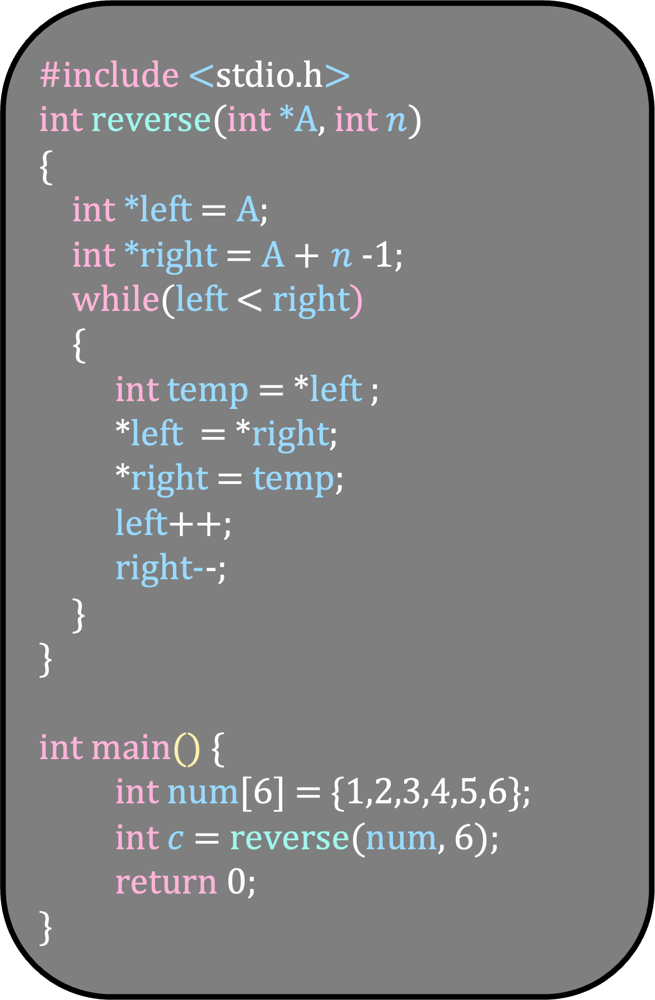 #include <stdio.h>
int reverse(int *A, int n)
{
int *left = A;
int *right = A + n -1;
while(left < right)
{
int temp = *left ;
*left = *right;
*right = temp;
left++;
right--;
}
}
int main() {
int num[6] = {1,2,3,4,5,6};
int c = reverse(num, 6);
return 0;
}